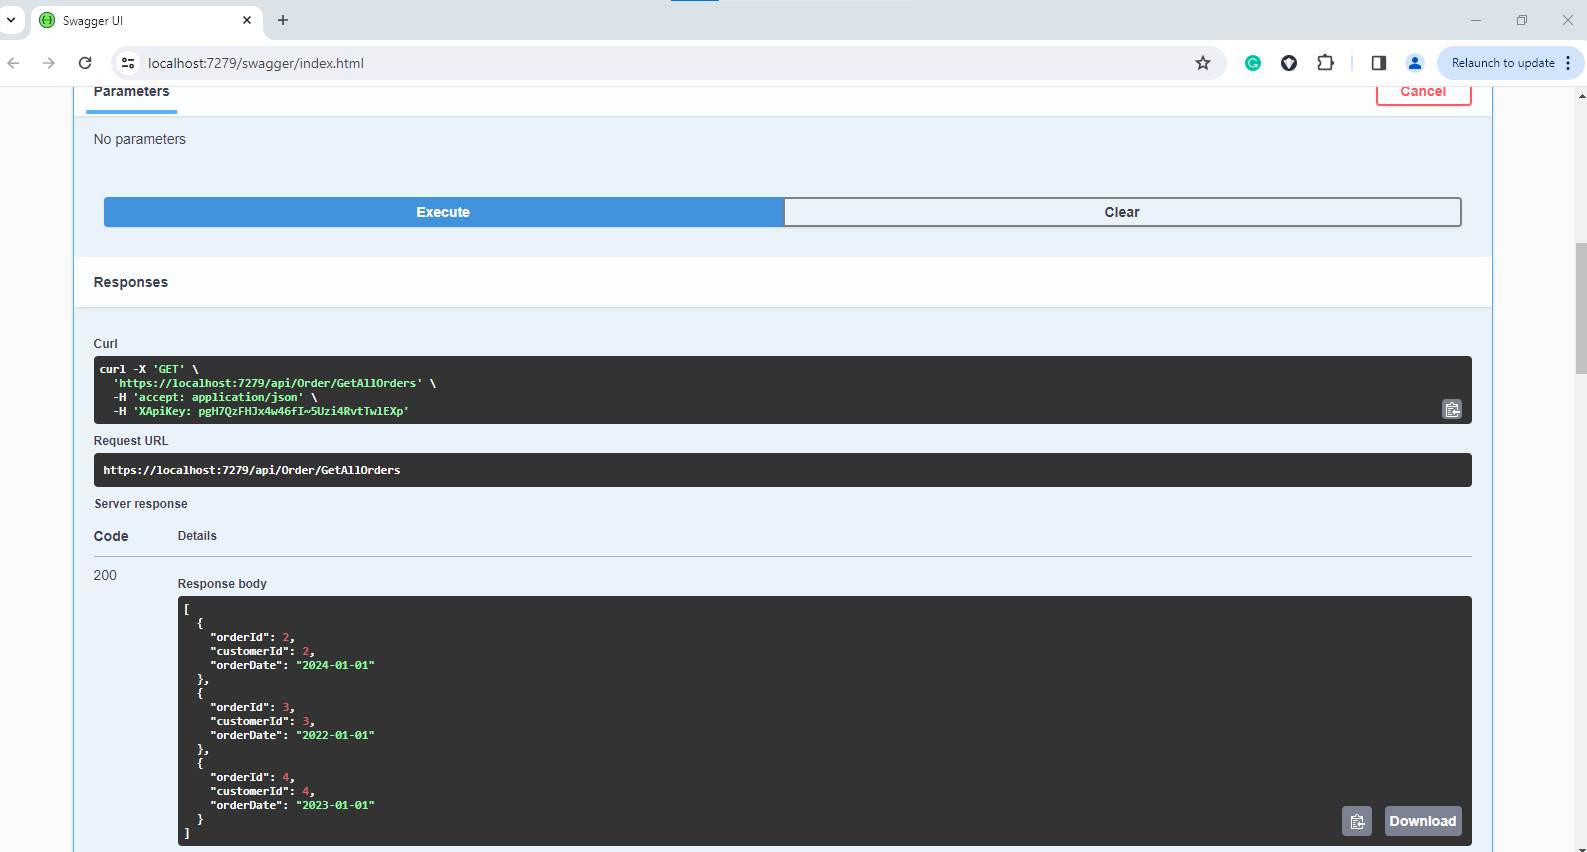 Swagger UI
localhost:7279/swagger/index.html
Relaunch to update
Parameters
Cancel
No parameters
Execute
Clear
Responses
Curl
curl -X 'GET' \
'https://localhost:7279/api/Order/GetAllOrders' \
-H 'accept: application/json' \
-H 'XApiKey: pgH7QzFHJx4w46fI~5Uzi4RvtTwlEXp'
Request URL
https://localhost:7279/api/Order/GetAllOrders
Server response
Code
Details
200
Response body
[
{
"orderId": 2,
"customerId": 2,
"orderDate": "2024-01-01"
},
{
"orderId": 3,
"customerId": 3,
"orderDate": "2022-01-01"
},
{
"orderId": 4,
"customerId": 4,
"orderDate": "2023-01-01"
}
]
Download